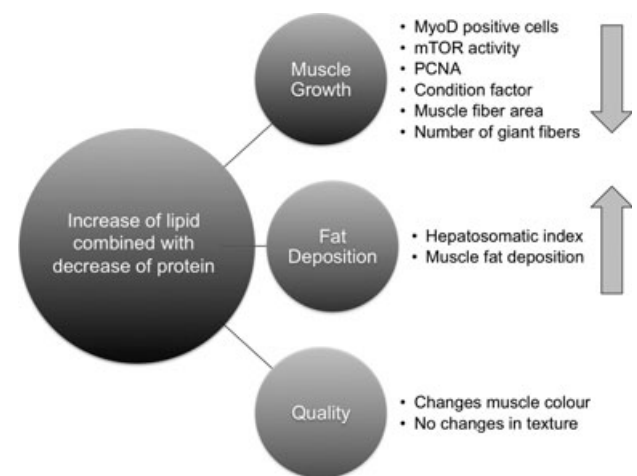 Increase of lipid
combined with
decrease of protein
Muscle
Growth
• MyoD positive cells
• mTOR activity
• PCNA
• Condition factor
• Muscle fiber area
• Number of giant fibers
Fat
Deposition
• Hepatosomatic index
• Muscle fat deposition
Quality
• Changes muscle colour
• No changes in texture